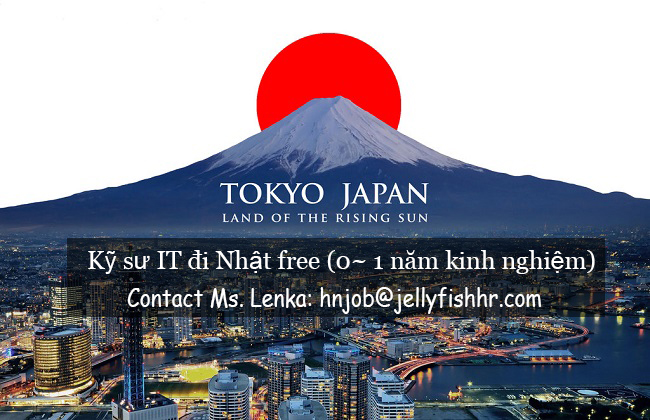 TOKYO JAPAN
LAND OF THE RISING SUN
Kỹ sư IT đi Nhật free (0~ 1 năm kinh nghiệm)
Contact Ms. Lenka: hnjob@jellyfishhr.com